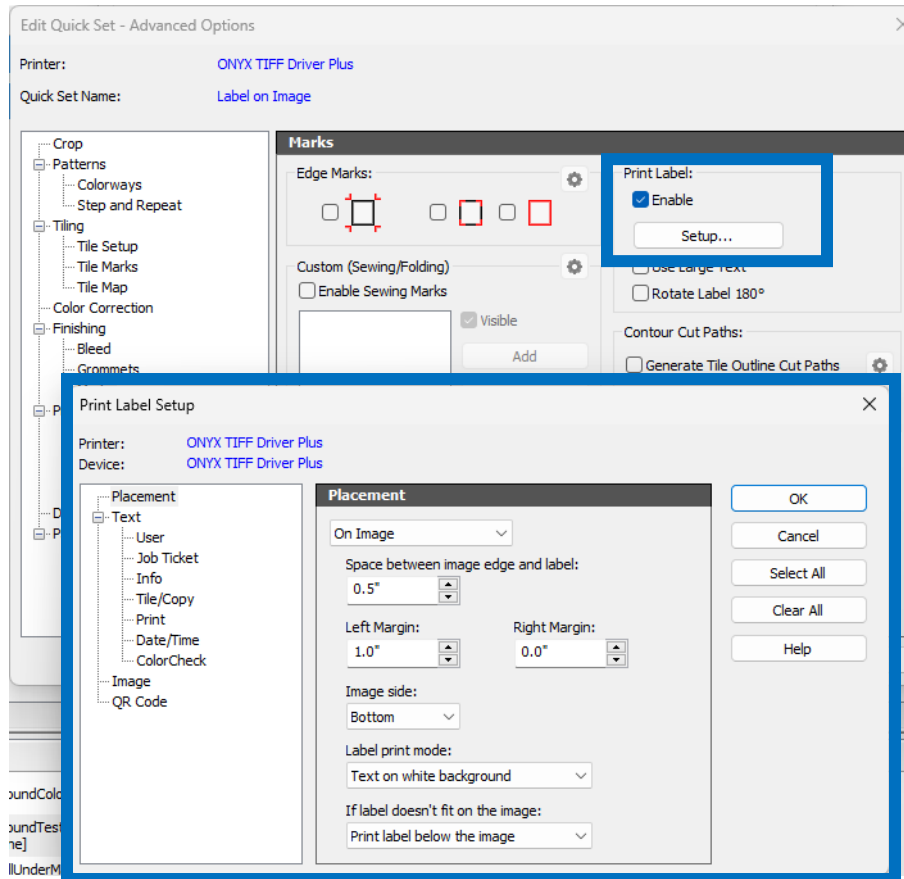 Edit Quick Set - Advanced Options
Printer: ONYX TIFF Driver Plus
Quick Set Name: Label on Image
Crop
Patterns
Colorways
Step and Repeat
Tiling
Tile Setup
Tile Marks
Tile Map
Color Correction
Finishing
Bleed
Grommets
Marks
Edge Marks:
Print Label:
Enable
Setup...
Use Large Text
Rotate Label 180°
Custom (Sewing/Folding)
Enable Sewing Marks
Visible
Add
Contour Cut Paths:
Generate Tile Outline Cut Paths
Print Label Setup
Printer: ONYX TIFF Driver Plus
Device: ONYX TIFF Driver Plus
Placement
Text
User
Job Ticket
Info
Tile/Copy
Print
Date/Time
ColorCheck
Image
QR Code
Placement
On Image
Space between image edge and label:
0.5"
Left Margin: Right Margin:
1.0" 0.0"
Image side:
Bottom
Label print mode:
Text on white background
If label doesn't fit on the image:
Print label below the image
OK
Cancel
Select All
Clear All
Help